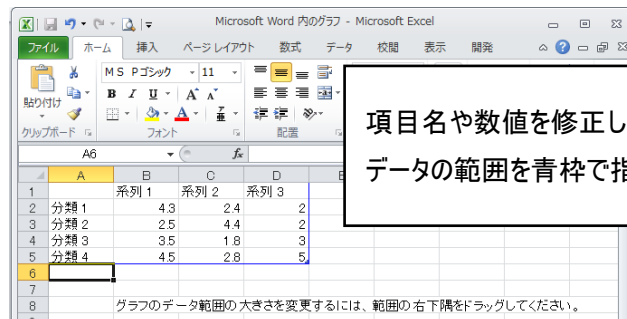 Microsoft Word 内のグラフ - Microsoft Excel
ファイル ホーム 挿入 ページ レイアウト 数式 データ 校閲 表示 開発
MS Pゴシック 11
B I U A A
貼り付け
A
クリップボード フォント 配置
項目名や数値を修正し
データの範囲を青枠で指
A6 fx
A B C D E
1 系列 1 系列 2 系列 3
2 分類 1 4.3 2.4 2
3 分類 2 2.5 4.4 2
4 分類 3 3.5 1.8 3
5 分類 4 4.5 2.8 5
6
7
8 グラフのデータ範囲の大きさを変更するには、範囲の右下隅をドラッグしてください。